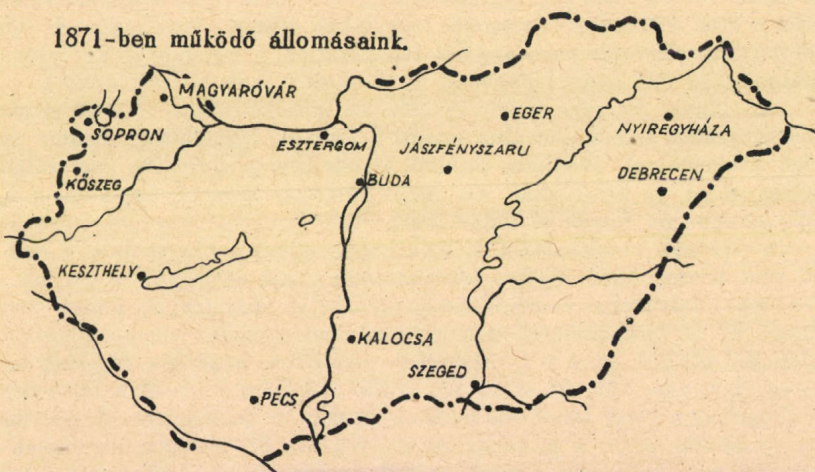 1871-ben működő állomásaink.
MAGYARÓVÁR
SOPRON
ESZTERGOM
EGER
JÁSZFÉNYSZARU
NYIREGYHÁZA
KŐSZEG
BUDA
DEBRECEN
KESZTHELY
KALOCSA
SZEGED
PÉCS